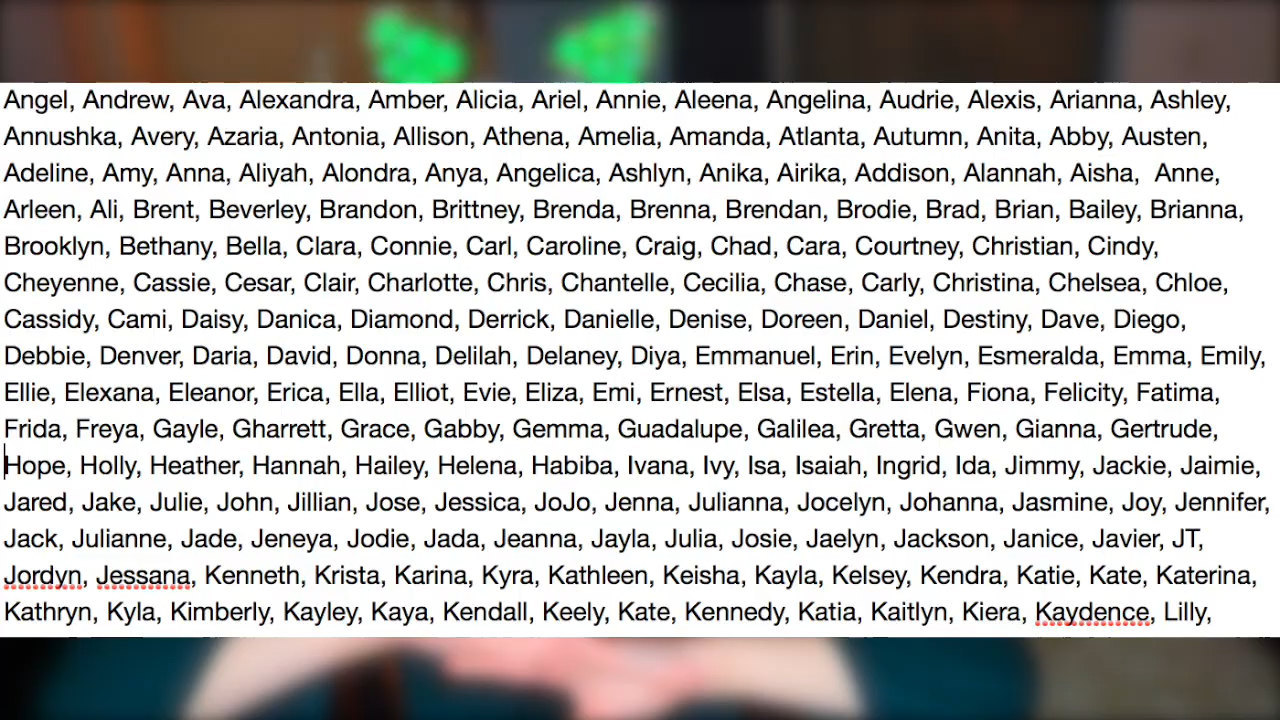 Angel, Andrew, Ava, Alexandra, Amber, Alicia, Ariel, Annie, Aleena, Angelina, Audrie, Alexis, Arianna, Ashley,
Annushka, Avery, Azaria, Antonia, Allison, Athena, Amelia, Amanda, Atlanta, Autumn, Anita, Abby, Austen,
Adeline, Amy, Anna, Aliyah, Alondra, Anya, Angelica, Ashlyn, Anika, Airika, Addison, Alannah, Aisha,  Anne,
Arleen, Ali, Brent, Beverley, Brandon, Brittney, Brenda, Brenna, Brendan, Brodie, Brad, Brian, Bailey, Brianna,
Brooklyn, Bethany, Bella, Clara, Connie, Carl, Caroline, Craig, Chad, Cara, Courtney, Christian, Cindy,
Cheyenne, Cassie, Cesar, Clair, Charlotte, Chris, Chantelle, Cecilia, Chase, Carly, Christina, Chelsea, Chloe,
Cassidy, Cami, Daisy, Danica, Diamond, Derrick, Danielle, Denise, Doreen, Daniel, Destiny, Dave, Diego,
Debbie, Denver, Daria, David, Donna, Delilah, Delaney, Diya, Emmanuel, Erin, Evelyn, Esmeralda, Emma, Emily,
Ellie, Elexana, Eleanor, Erica, Ella, Elliot, Evie, Eliza, Emi, Ernest, Elsa, Estella, Elena, Fiona, Felicity, Fatima,
Frida, Freya, Gayle, Gharrett, Grace, Gabby, Gemma, Guadalupe, Galilea, Gretta, Gwen, Gianna, Gertrude,
Hope, Holly, Heather, Hannah, Hailey, Helena, Habiba, Ivana, Ivy, Isa, Isaiah, Ingrid, Ida, Jimmy, Jackie, Jaimie,
Jared, Jake, Julie, John, Jillian, Jose, Jessica, JoJo, Jenna, Julianna, Jocelyn, Johanna, Jasmine, Joy, Jennifer,
Jack, Julianne, Jade, Jeneya, Jodie, Jada, Jeanna, Jayla, Julia, Josie, Jaelyn, Jackson, Janice, Javier, JT,
Jordyn, Jessana, Kenneth, Krista, Karina, Kyra, Kathleen, Keisha, Kayla, Kelsey, Kendra, Katie, Kate, Katerina,
Kathryn, Kyla, Kimberly, Kayley, Kaya, Kendall, Keely, Kate, Kennedy, Katia, Kaitlyn, Kiera, Kaydence, Lilly,